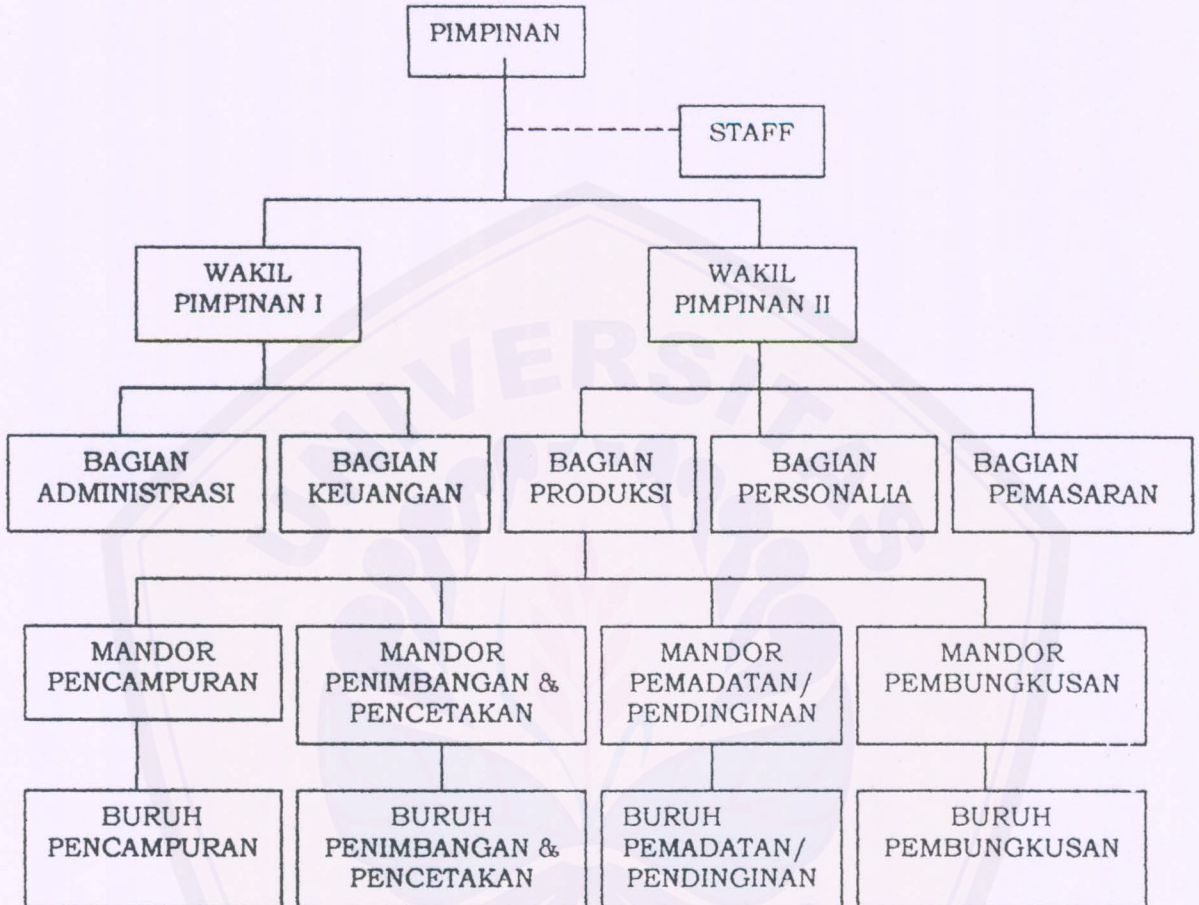 PIMPINAN
STAFF
WAKIL
PIMPINAN I
WAKIL
PIMPINAN II
BAGIAN
ADMINISTRASI
BAGIAN
KEUANGAN
BAGIAN
PRODUKSI
BAGIAN
PERSONALIA
BAGIAN
PEMASARAN
MANDOR
PENCAMPURAN
MANDOR
PENIMBANGAN &
PENCETAKAN
MANDOR
PEMADATAN/
PENDINGINAN
MANDOR
PEMBUNGKUSAN
BURUH
PENCAMPURAN
BURUH
PENIMBANGAN &
PENCETAKAN
BURUH
PEMADATAN/
PENDINGINAN
BURUH
PEMBUNGKUSAN
UNIVERSITAS